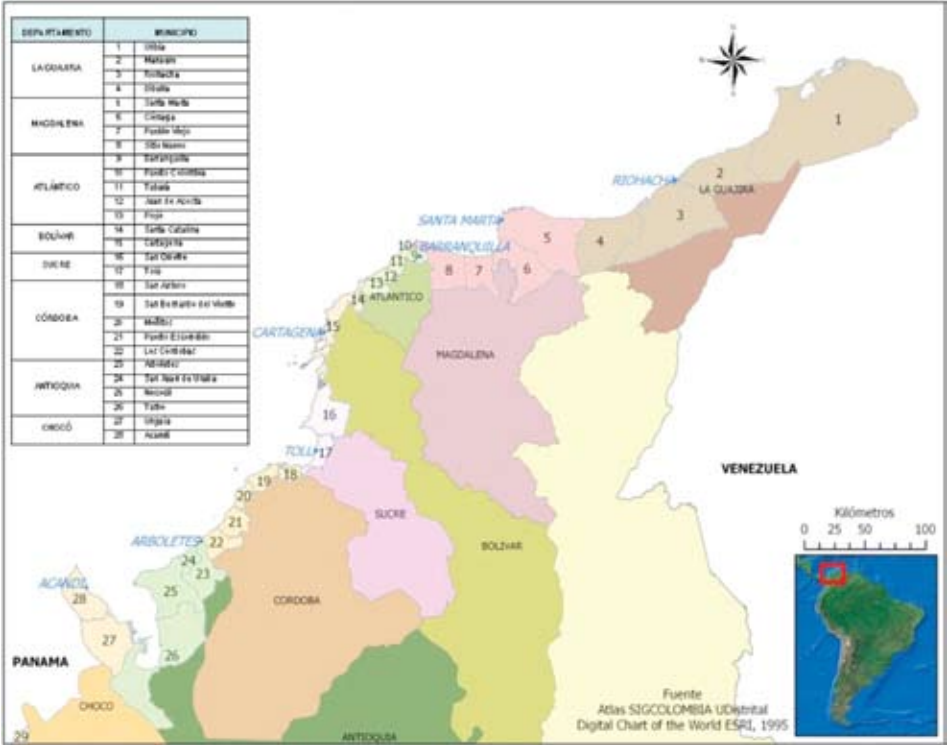 DEPARTAMENTO MUNICIPIO
LA GUAJIRA
1 Uribia
2 Manaure
3 Riohacha
4 Dibulla
MAGDALENA
5 Santa Marta
6 Ciénaga
7 Pueblo Viejo
8 Sitio Nuevo
ATLÁNTICO
9 Barranquilla
10 Puerto Colombia
11 Tubará
12 Juan de Acosta
13 Piojo
BOLÍVAR
14 Santa Catalina
15 Cartagena
SUCRE
16 San Onofre
17 Tolú
CÓRDOBA
18 San Antero
19 San Bernardo del Viento
20 Moñitos
21 Puerto Escondido
22 Los Córdobas
ANTIOQUIA
23 Arboletes
24 San Juan de Urabá
25 Necoclí
26 Turbo
CHOCÓ
27 Unguía
28 Acandí
1
RIOHACHA
2
LA GUAJIRA
3
SANTA MARTA
4
5
BARRANQUILLA
10
9
11
12
13
8
7
6
14
ATLANTICO
CARTAGENA
15
MAGDALENA
16
TOLU
17
VENEZUELA
18
19
20
21
SUCRE
Kilómetros
0 25 50 100
ARBOLETES
22
BOLIVAR
24
23
ACANDI
28
25
CORDOBA
27
26
PANAMA
CHOCO
29
ANTIOQUIA
Fuente
Atlas SIGCOLOMBIA UDistrital
Digital Chart of the World ESRI, 1995